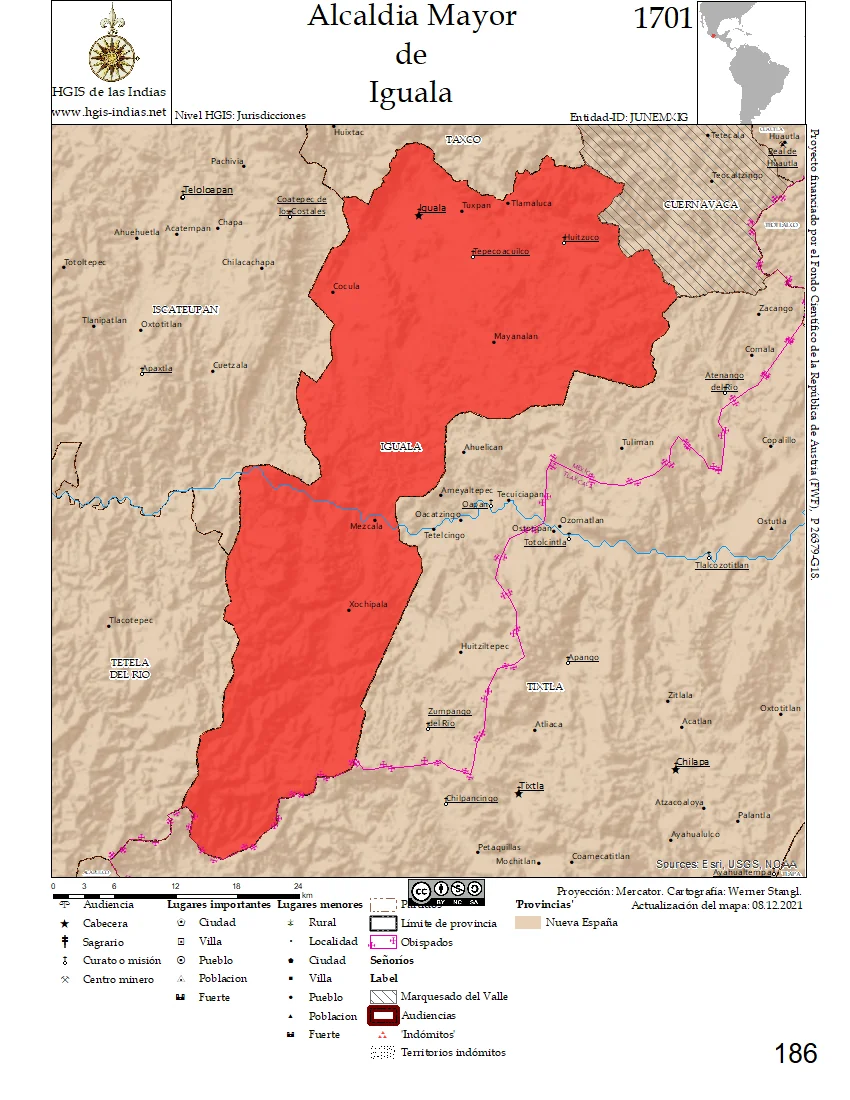 Alcaldia Mayor
de
Iguala
1701
HGIS de las Indias
www.hgis-indias.net
Nivel HGIS: Jurisdicciones
Entidad-ID: JUNEMXIG
Proyecto financiado por el Fondo Científico de la República de Austria (FWF), P 26379-G18.
Huixtac
TAXCO
Tetecala
Huautla
Real de
Huautla
Pachivia
Teocaltzingo
Teloloapan
Coatepec de
los Costales
Iguala
Tuxpan
Tlamaluca
CUERNAVACA
Chapa
Acatempan
Ahuehuetla
Huitzuco
Tepecoacuilco
Totoltepec
Chilacachapa
Cocula
ISCATEUPAN
Zacango
Tlanipatlan
Oxtotitlan
Mayanalan
Comala
Apaxtla
Cuetzala
Atenango
del Rio
IGUALA
Ahuelican
Tuliman
Copalillo
MEXICO
TLAXCALA
Ameyaltepec
Tecuiciapan
Oapan
Oacatzingo
Mezcala
Tetelcingo
Ostotipan
Ozomatlan
Ostutla
Totolcintla
Tlalcozotitlan
Xochipala
Tlacotepec
Huitziltepec
Apango
TETELA
DEL RIO
TIXTLA
Zitlala
Zumpango
del Rio
Oxtotitlan
Atliaca
Acatlan
Chilapa
Tixtla
Chilpancingo
Atzacoaloya
Palantla
Ayahualulco
Petaquillas
Mochitlan
Coamecatitlan
Sources: Esri, USGS, NOAA
Ayahualtempa
0 3 6 12 18 24
km
CC BY NC SA
Proyección: Mercator. Cartografía: Werner Stangl.
Actualización del mapa: 08.12.2021
Audiencia
Cabecera
Sagrario
Curato o misión
Centro minero
Lugares importantes
Ciudad
Villa
Pueblo
Poblacion
Fuerte
Lugares menores
Rural
Localidad
Ciudad
Villa
Pueblo
Poblacion
Fuerte
Límite de provincia
Obispados
Señoríos
Label
Marquesado del Valle
Audiencias
'Indómitos'
Territorios indómitos
'Provincias'
Nueva España
186